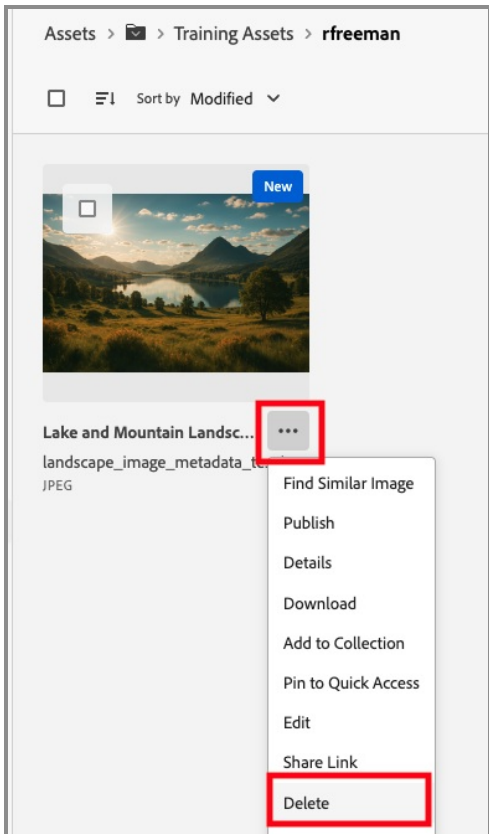 Assets > > Training Assets > rfreeman
Sort by Modified
New
Lake and Mountain Landsc... ...
landscape_image_metadata_
JPEG
Find Similar Image
Publish
Details
Download
Add to Collection
Pin to Quick Access
Edit
Share Link
Delete